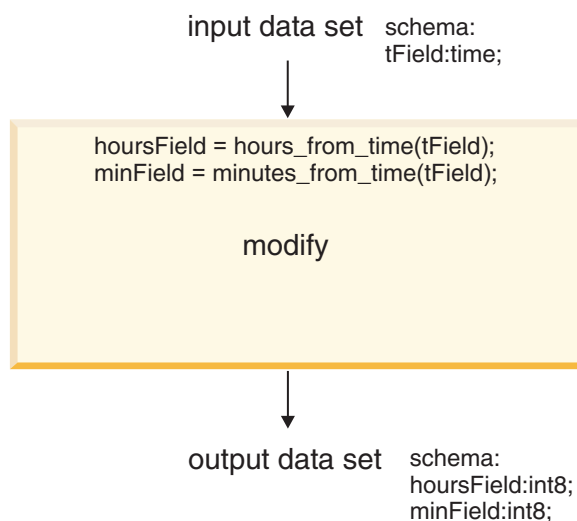 input data set
schema:
tField:time;
hoursField = hours_from_time(tField);
minField = minutes_from_time(tField);
modify
output data set
schema:
hoursField:int8;
minField:int8;